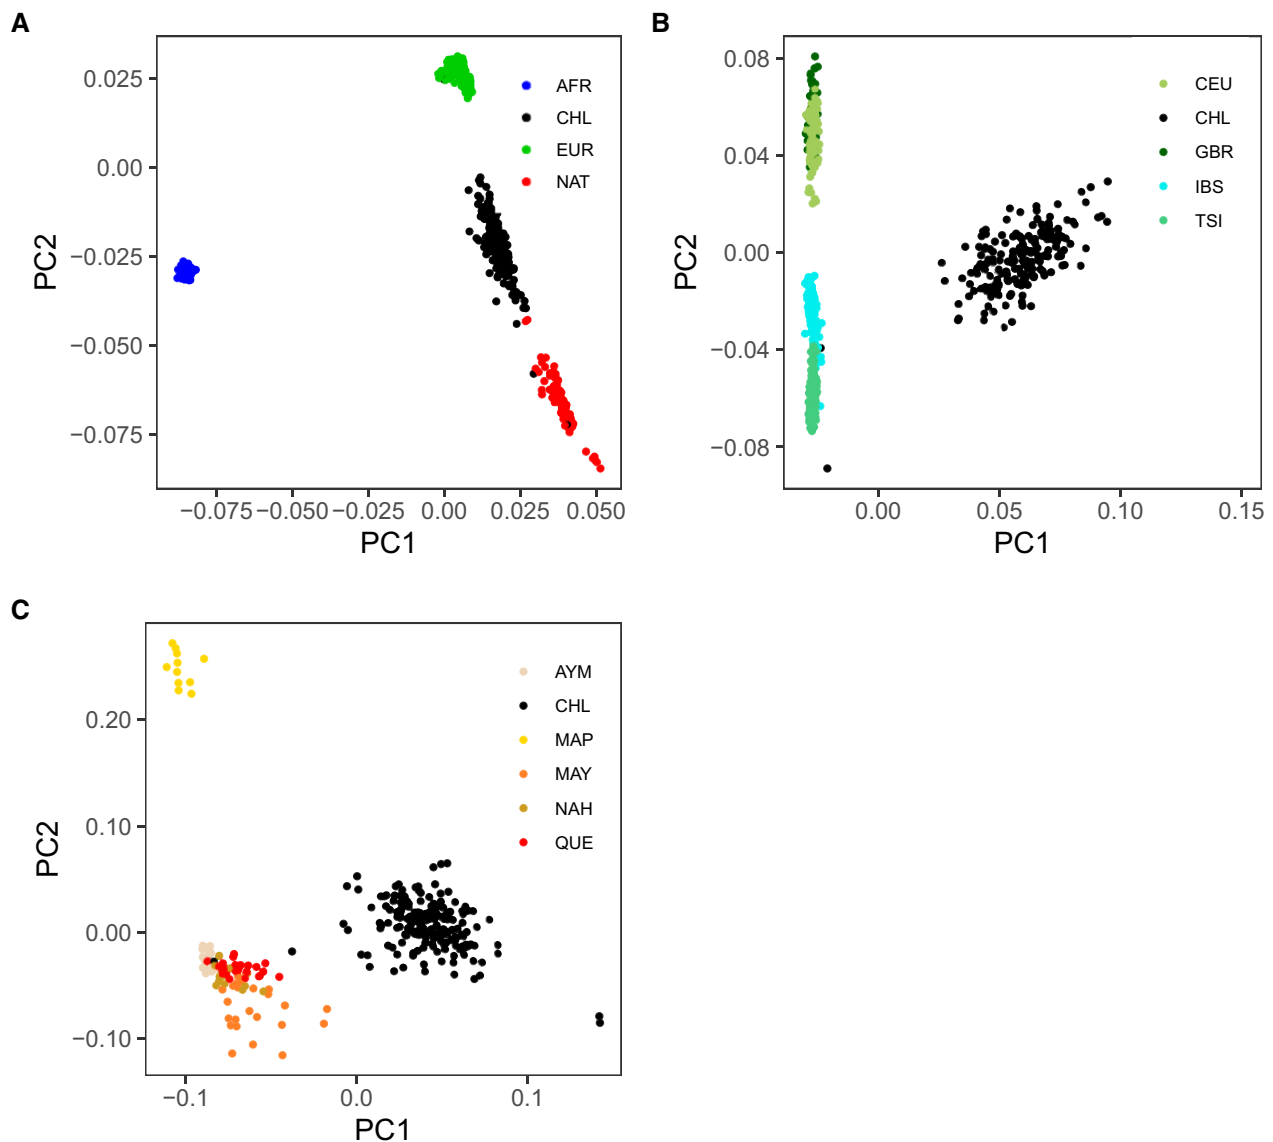 A
PC2
0.025
0.00
−0.025
−0.050
−0.075
AFR
CHL
EUR
NAT
−0.075 −0.050 −0.025 0.00 0.025 0.050
PC1
B
PC2
0.08
0.04
0.00
−0.04
−0.08
CEU
CHL
GBR
IBS
TSI
0.00 0.05 0.10 0.15
PC1
C
PC2
0.20
0.10
0.00
−0.10
AYM
CHL
MAP
MAY
NAH
QUE
−0.1 0.0 0.1
PC1